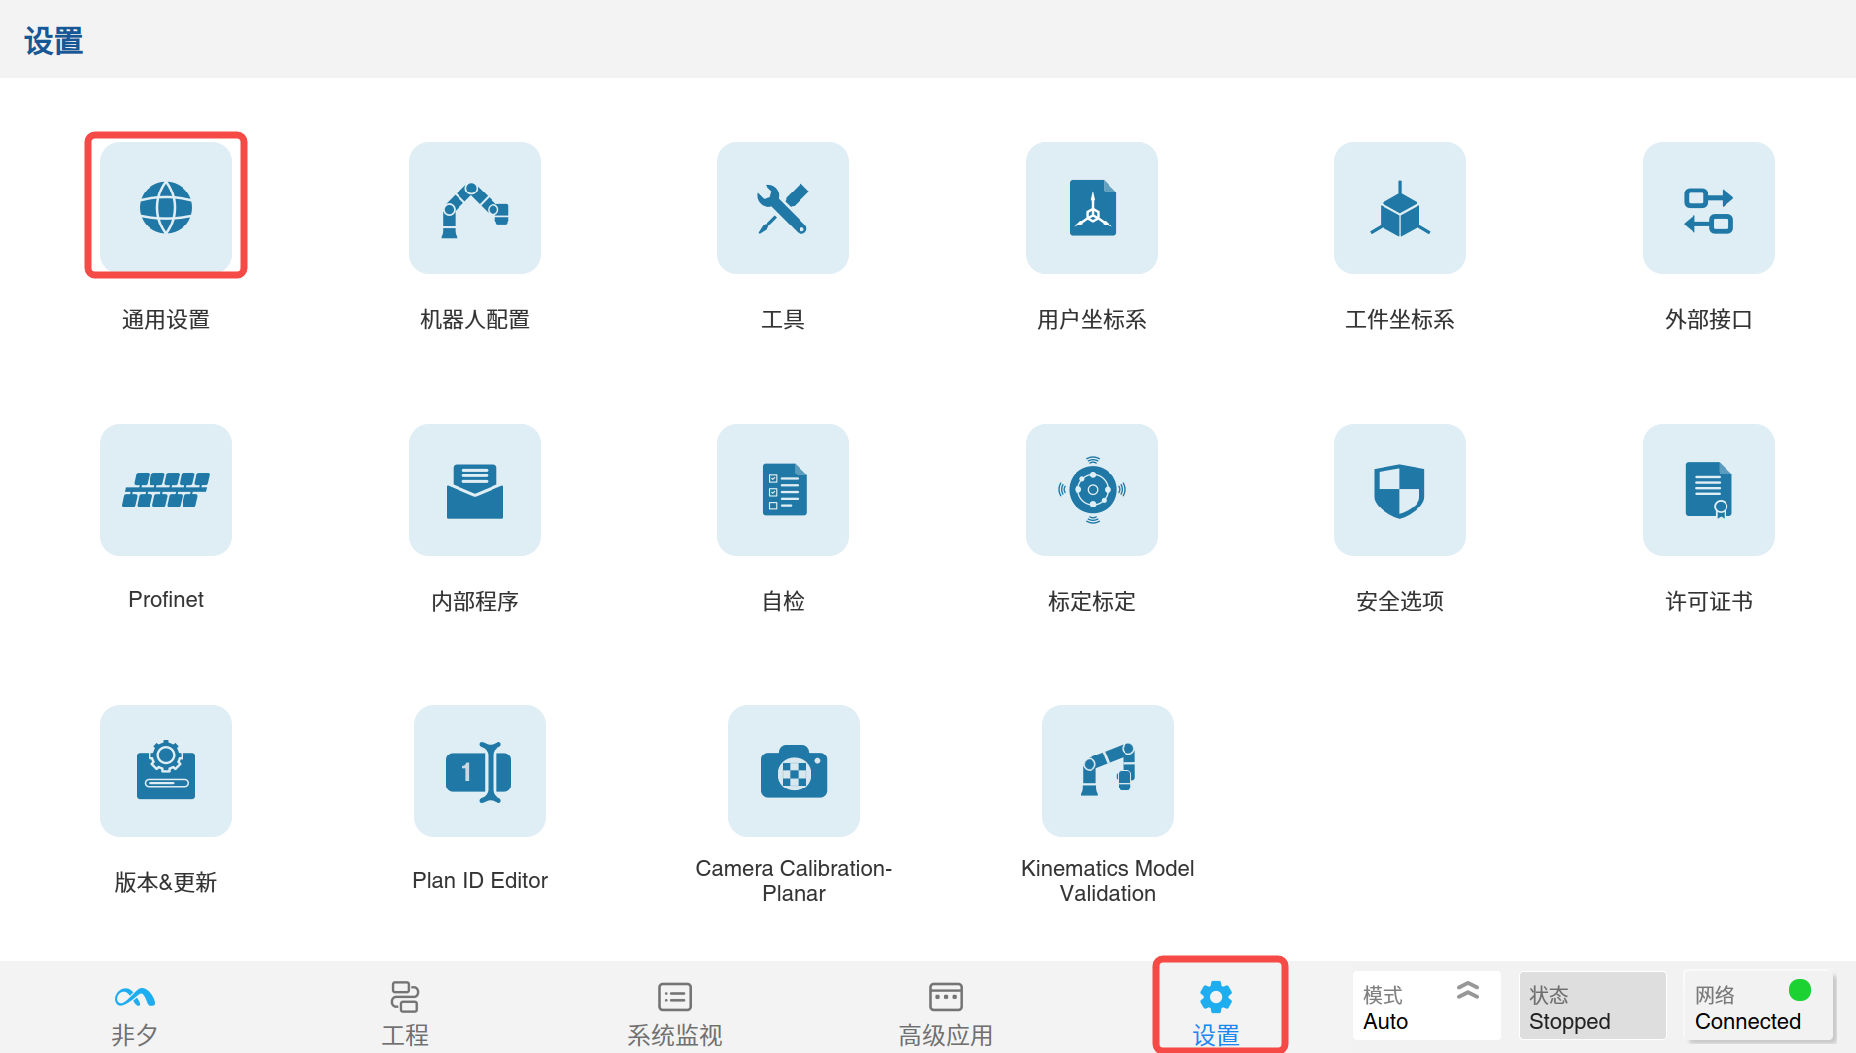 设置
通用设置
机器人配置
工具
用户坐标系
工件坐标系
外部接口
Profinet
内部程序
自检
标定标定
安全选项
许可证书
版本&更新
1
Plan ID Editor
Camera Calibration-
Planar
Kinematics Model
Validation
非夕
工程
系统监视
高级应用
设置
模式
Auto
状态
Stopped
网络
Connected